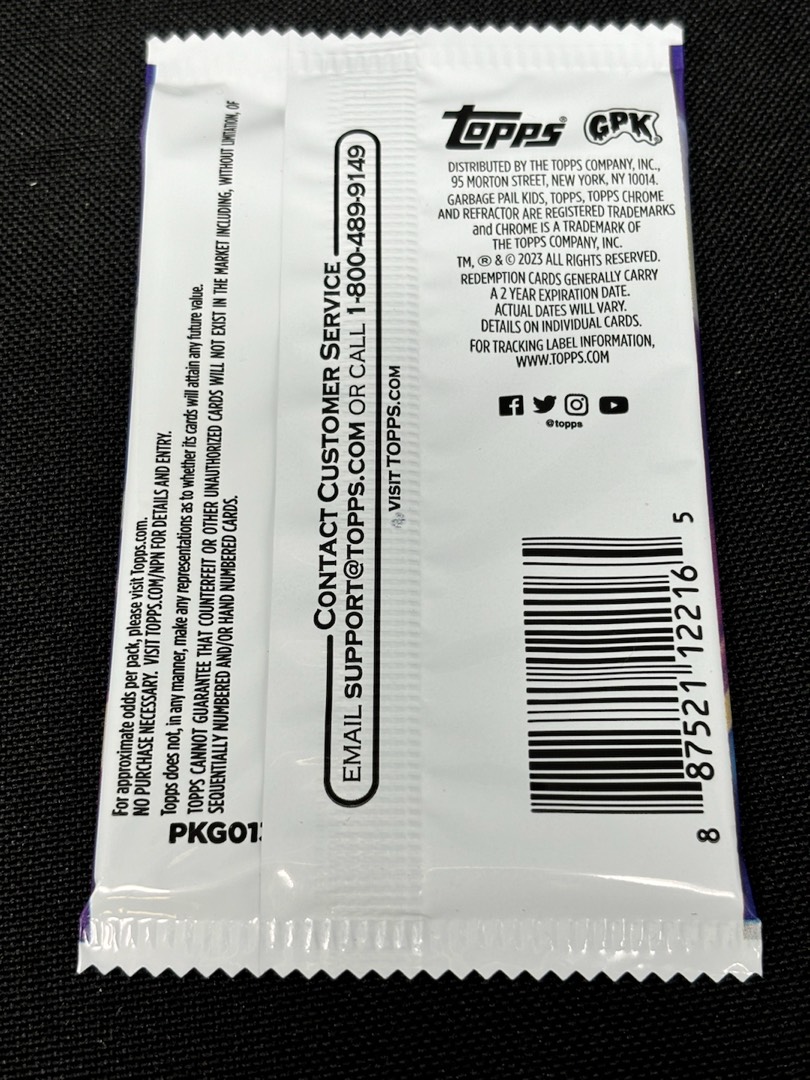 Topps® GPK®
DISTRIBUTED BY THE TOPPS COMPANY, INC.,
95 MORTON STREET, NEW YORK, NY 10014.
GARBAGE PAIL KIDS, TOPPS, TOPPS CHROME
AND REFRACTOR ARE REGISTERED TRADEMARKS
and CHROME IS A TRADEMARK OF
THE TOPPS COMPANY, INC.
TM, ® & © 2023 ALL RIGHTS RESERVED.
REDEMPTION CARDS GENERALLY CARRY
A 2 YEAR EXPIRATION DATE.
ACTUAL DATES WILL VARY.
DETAILS ON INDIVIDUAL CARDS.
FOR TRACKING LABEL INFORMATION,
WWW.TOPPS.COM
@topps
8 87521 12216 5
CONTACT CUSTOMER SERVICE
EMAIL SUPPORT@TOPPS.COM OR CALL 1-800-489-9149
VISIT TOPPS.COM
For approximate odds per pack, please visit Topps.com.
NO PURCHASE NECESSARY. VISIT TOPPS.COM/NPN FOR DETAILS AND ENTRY.
Topps does not, in any manner, make any representations as to whether its cards will attain any future value.
TOPPS CANNOT GUARANTEE THAT COUNTERFEIT OR OTHER UNAUTHORIZED CARDS WILL NOT EXIST IN THE MARKET INCLUDING, WITHOUT LIMITATION, OF
SEQUENTIALLY NUMBERED AND/OR HAND NUMBERED CARDS.
PKG01